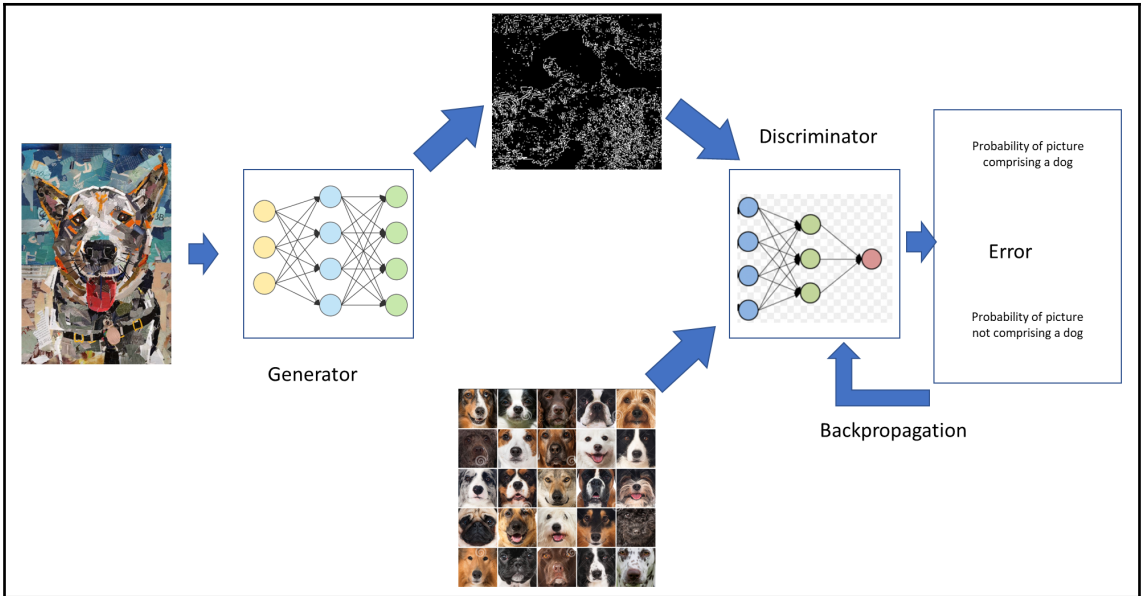 Discriminator
Probability of picture
comprising a dog
Error
Probability of picture
not comprising a dog
Generator
Backpropagation